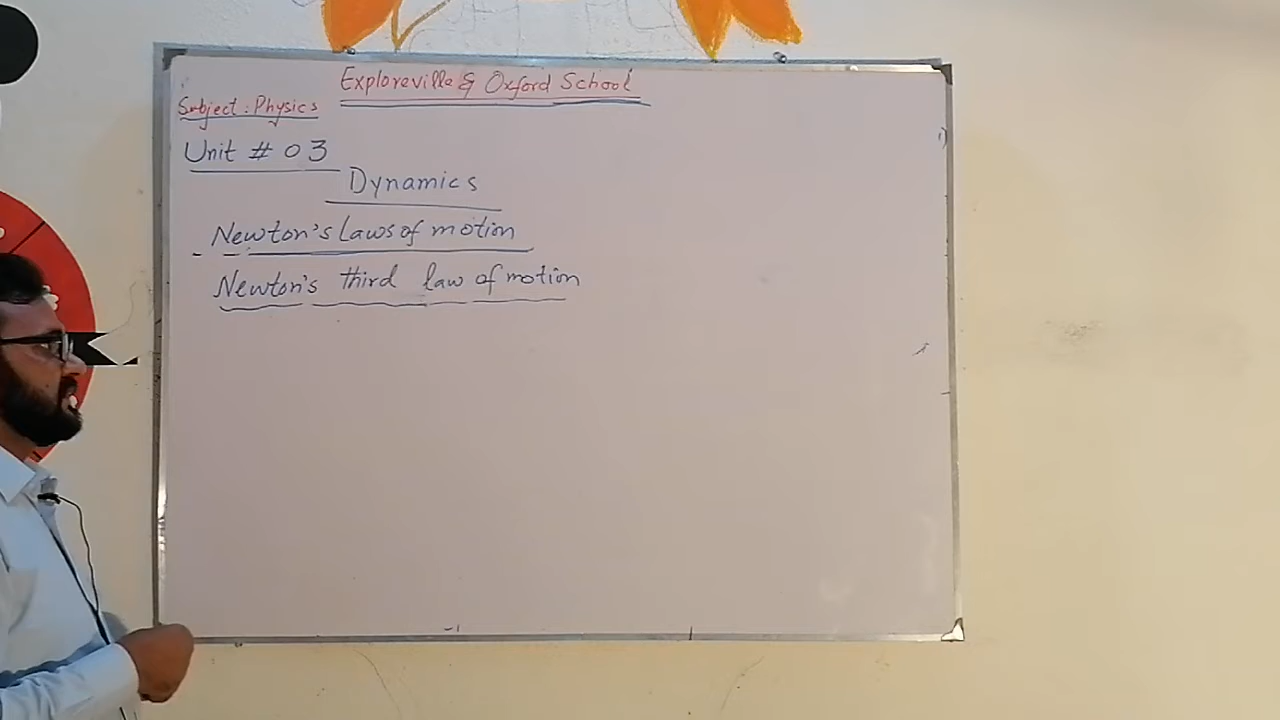 Exploreville & Oxford School
Subject: Physics
Unit # 03
Dynamics
Newton's Laws of motion
Newton's third law of motion